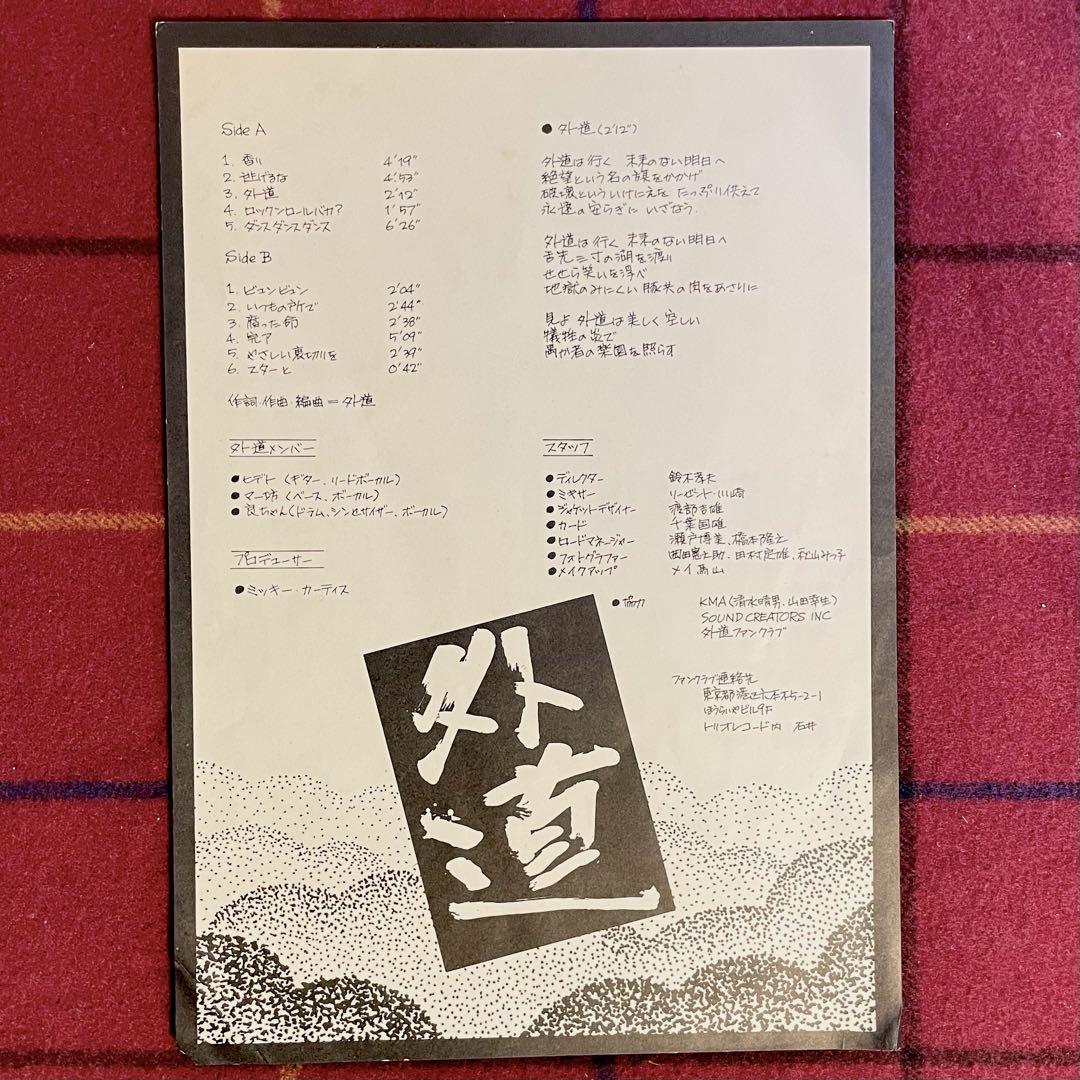 Side A
1. 香り 4'19"
2. 逃げるな 4'53"
3. 外道 2'12"
4. ロックンロールバカ? 1'57"
5. ダンスダンスダンス 6'26"
Side B
1. ビュンビュン 2'04"
2. いつもの所で 2'44"
3. 腐った命 2'38"
4. 完了 5'09"
5. やさしい裏切りを 2'39"
6. スターと 0'42"
作詞・作曲・編曲=外道
外道メンバー
●ヒデト (ギター、リードボーカル)
●マー坊 (ベース、ボーカル)
●良ちゃん (ドラム、シンセサイザー、ボーカル)
プロデューサー
●ミッキー・カーティス
●外道 (2'12")
外道は行く 未来のない明日へ
絶望という名の旗をかかげ
破壊といういけにえを たっぷり供えて
永遠の安らぎに いざなう
外道は行く 未来のない明日へ
舌先三寸の湖を渡り
せせら笑いを浮べ
地獄のみにくい豚共の肉をあさりに
見よ 外道は美しく 空しい
犠牲の炎で
愚か者の楽園を照らす
スタッフ
●ディレクター 鈴木孝夫
●ミキサー リーゼント・川崎
●ジャケットデザイナー 渡部吉雄
●カード 千葉国雄
●ロードマネージャー 瀬戸博美、橋本隆之
●フォトグラファー 西田憲之助、田村 雄、秋山みつ子
●メイクアップ メイ髙山
● KMA (清水晴男、山田幸生)
SOUND CREATORS INC
外道ファンクラブ
ファンクラブ連絡先
東京都港区六本木5-2-1
ほうらいやビル9F
トリオレコード内 石井
外道